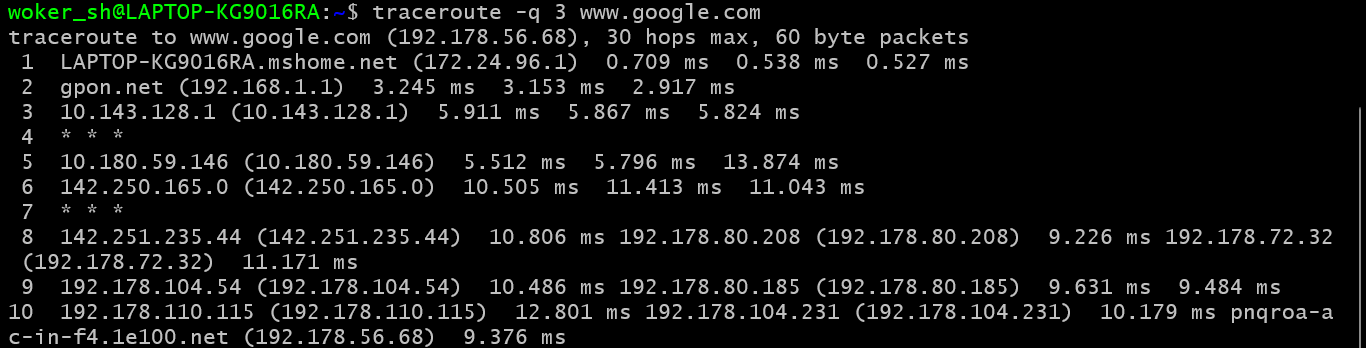 woker_sh@LAPTOP-KG9O16RA:~$ traceroute -q 3 www.google.com
traceroute to www.google.com (192.178.56.68), 30 hops max, 60 byte packets
 1  LAPTOP-KG9O16RA.mshome.net (172.24.96.1)  0.709 ms  0.538 ms  0.527 ms
 2  gpon.net (192.168.1.1)  3.245 ms  3.153 ms  2.917 ms
 3  10.143.128.1 (10.143.128.1)  5.911 ms  5.867 ms  5.824 ms
 4  * * *
 5  10.180.59.146 (10.180.59.146)  5.512 ms  5.796 ms  13.874 ms
 6  142.250.165.0 (142.250.165.0)  10.505 ms  11.413 ms  11.043 ms
 7  * * *
 8  142.251.235.44 (142.251.235.44)  10.806 ms 192.178.80.208 (192.178.80.208)  9.226 ms 192.178.72.32
 (192.178.72.32)  11.171 ms
 9  192.178.104.54 (192.178.104.54)  10.486 ms 192.178.80.185 (192.178.80.185)  9.631 ms  9.484 ms
10  192.178.110.115 (192.178.110.115)  12.801 ms 192.178.104.231 (192.178.104.231)  10.179 ms pnqroa-a
c-in-f4.1e100.net (192.178.56.68)  9.376 ms